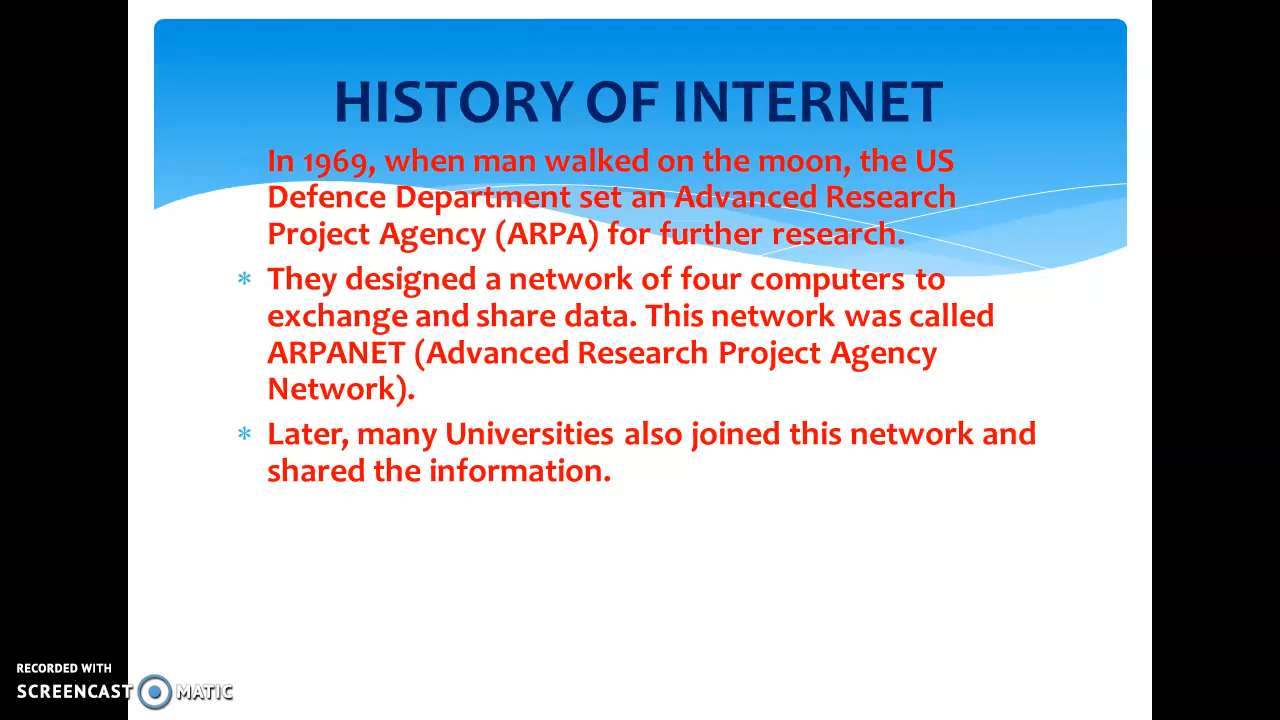 HISTORY OF INTERNET
In 1969, when man walked on the moon, the US
Defence Department set an Advanced Research
Project Agency (ARPA) for further research.
* They designed a network of four computers to
exchange and share data. This network was called
ARPANET (Advanced Research Project Agency
Network).
* Later, many Universities also joined this network and
shared the information.
RECORDED WITH
SCREENCAST MATIC